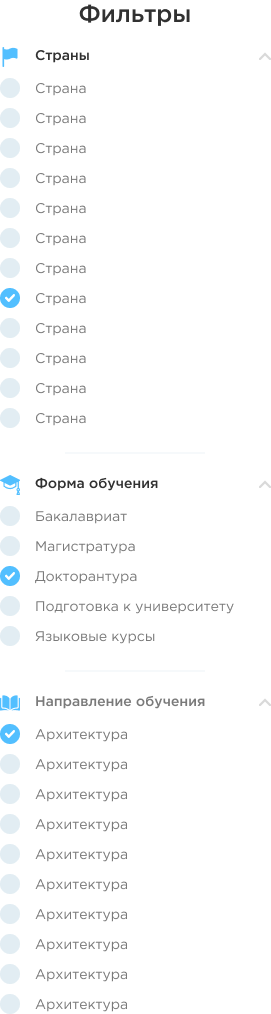 Фильтры
Страны
Страна
Страна
Страна
Страна
Страна
Страна
Страна
Страна
Страна
Страна
Страна
Страна
Форма обучения
Бакалавриат
Магистратура
Докторантура
Подготовка к университету
Языковые курсы
Направление обучения
Архитектура
Архитектура
Архитектура
Архитектура
Архитектура
Архитектура
Архитектура
Архитектура
Архитектура
Архитектура